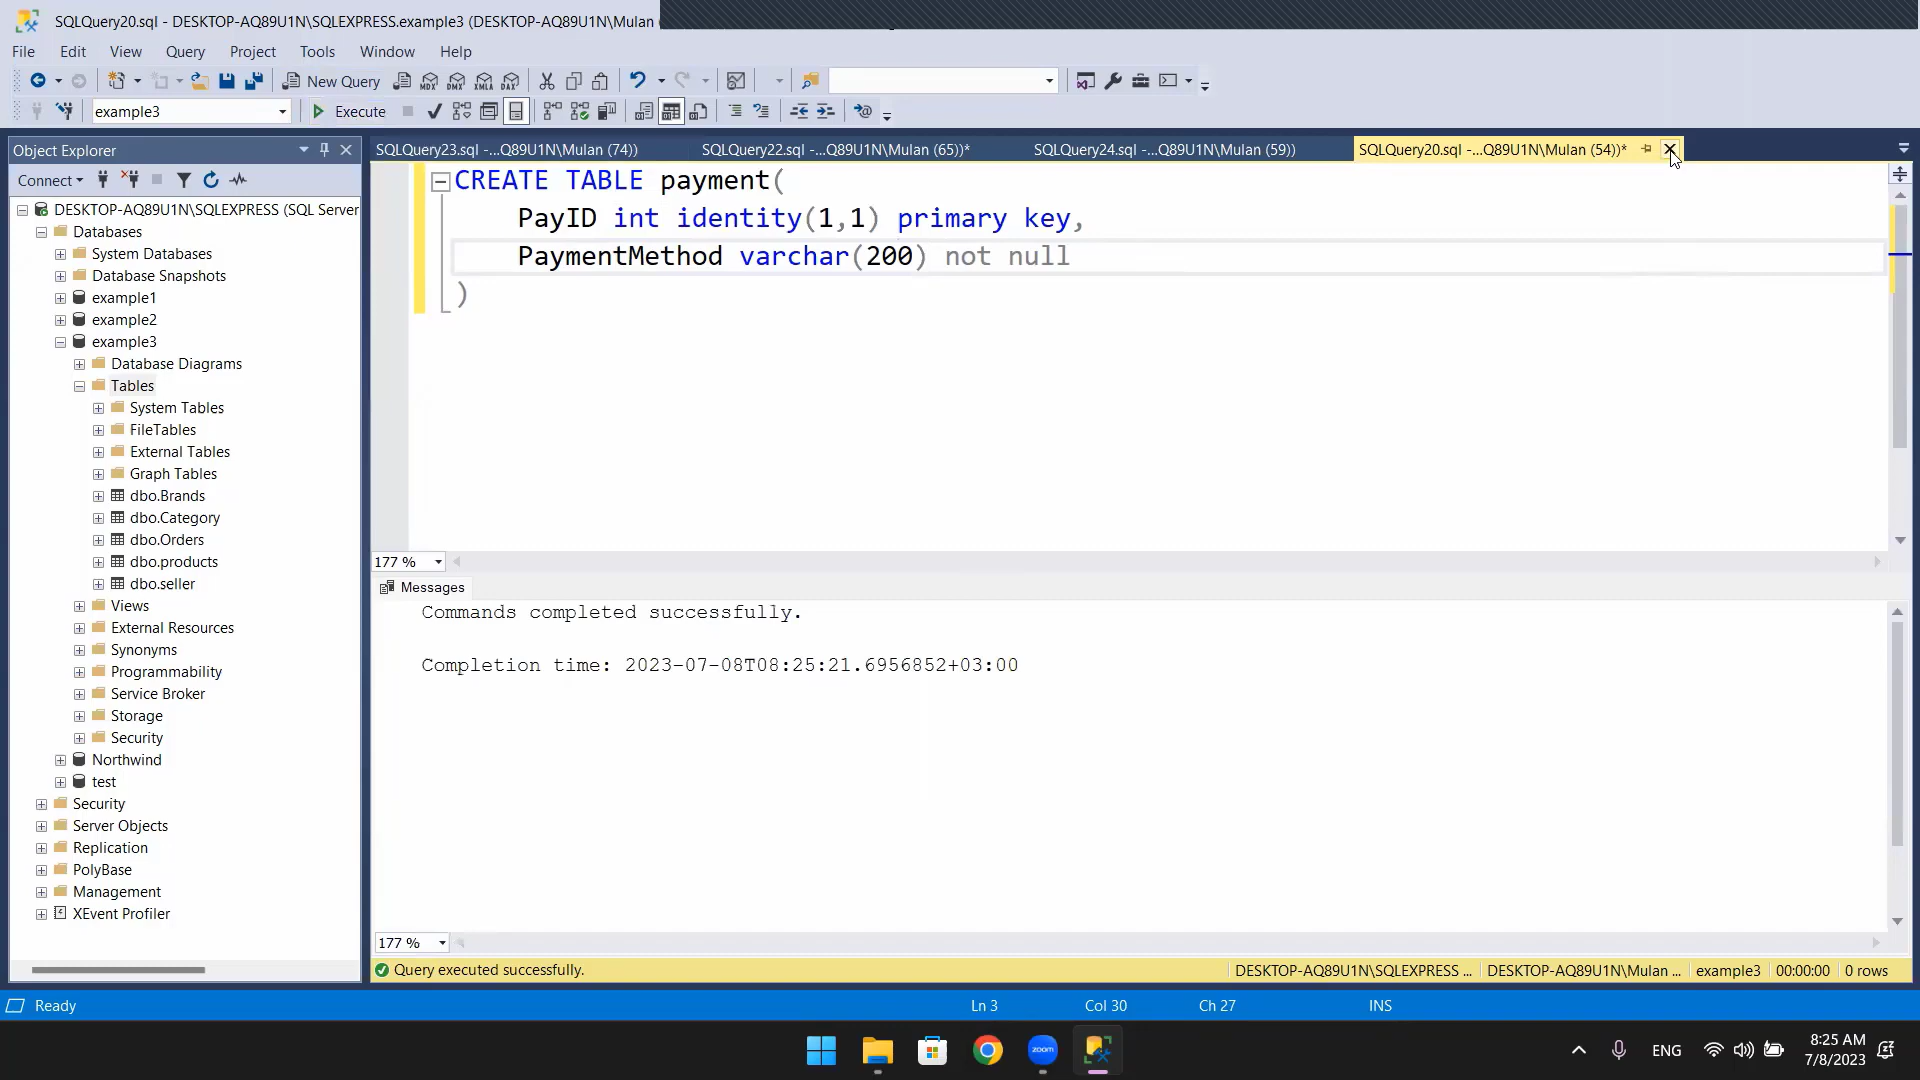 SQLQuery20.sql - DESKTOP-AQ89U1N\SQLEXPRESS.example3 (DESKTOP-AQ89U1N\Mulan
File Edit View Query Project Tools Window Help
New Query MDX DMX XMLA DAX
example3 Execute
Object Explorer
Connect
DESKTOP-AQ89U1N\SQLEXPRESS (SQL Server
Databases
System Databases
Database Snapshots
example1
example2
example3
Database Diagrams
Tables
System Tables
FileTables
External Tables
Graph Tables
dbo.Brands
dbo.Category
dbo.Orders
dbo.products
dbo.seller
Views
External Resources
Synonyms
Programmability
Service Broker
Storage
Security
Northwind
test
Security
Server Objects
Replication
PolyBase
Management
XEvent Profiler
SQLQuery23.sql -...Q89U1N\Mulan (74)) SQLQuery22.sql -...Q89U1N\Mulan (65))* SQLQuery24.sql -...Q89U1N\Mulan (59)) SQLQuery20.sql -...Q89U1N\Mulan (54))*
CREATE TABLE payment(
PayID int identity(1,1) primary key,
PaymentMethod varchar(200) not null
)
177 %
Messages
Commands completed successfully.
Completion time: 2023-07-08T08:25:21.6956852+03:00
177 %
Query executed successfully. DESKTOP-AQ89U1N\SQLEXPRESS ... DESKTOP-AQ89U1N\Mulan ... example3 00:00:00 0 rows
Ready Ln 3 Col 30 Ch 27 INS
zoom
ENG
8:25 AM
7/8/2023